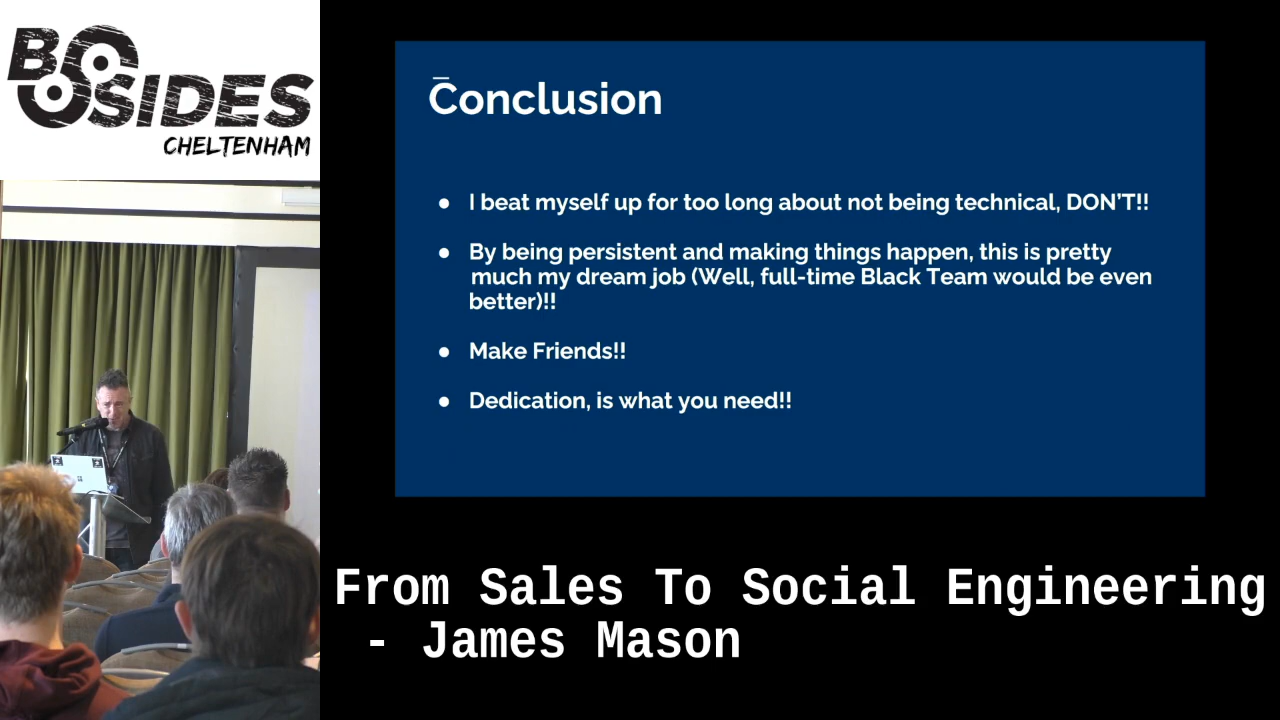 BSIDES
CHELTENHAM
Conclusion
● I beat myself up for too long about not being technical, DON'T!!
● By being persistent and making things happen, this is pretty
much my dream job (Well, full-time Black Team would be even
better)!!
● Make Friends!!
● Dedication, is what you need!!
From Sales To Social Engineering
- James Mason